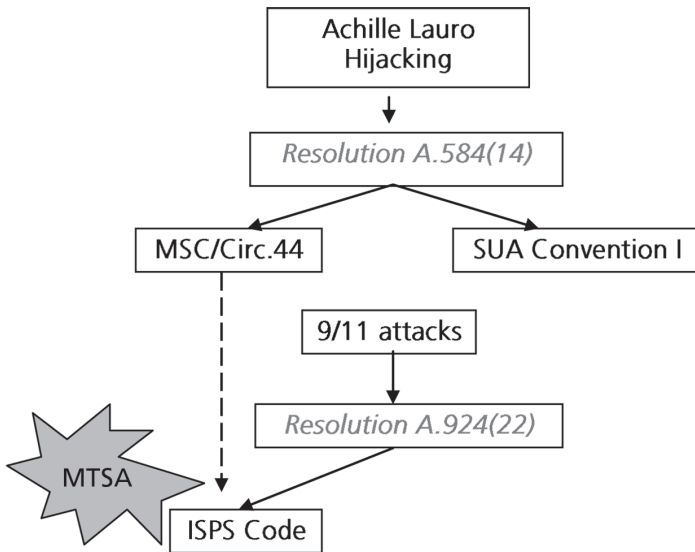 Achille Lauro
Hijacking
Resolution A.584(14)
MSC/Circ.44
SUA Convention I
9/11 attacks
Resolution A.924(22)
MTSA
ISPS Code